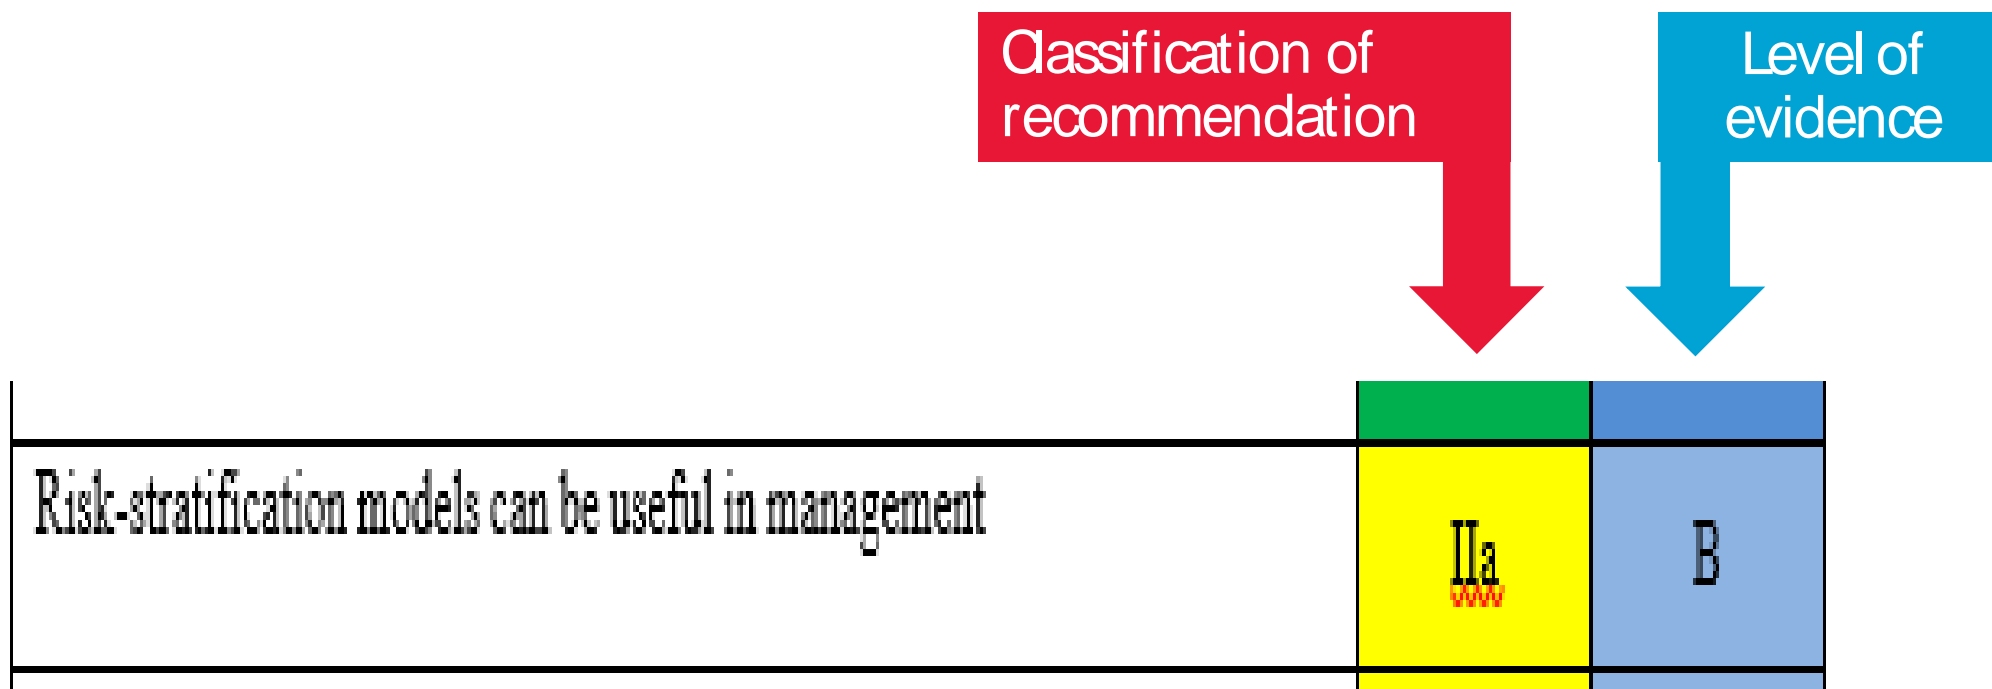 Classification of
recommendation
Level of
evidence
Risk-stratification models can be useful in management
IIa
B